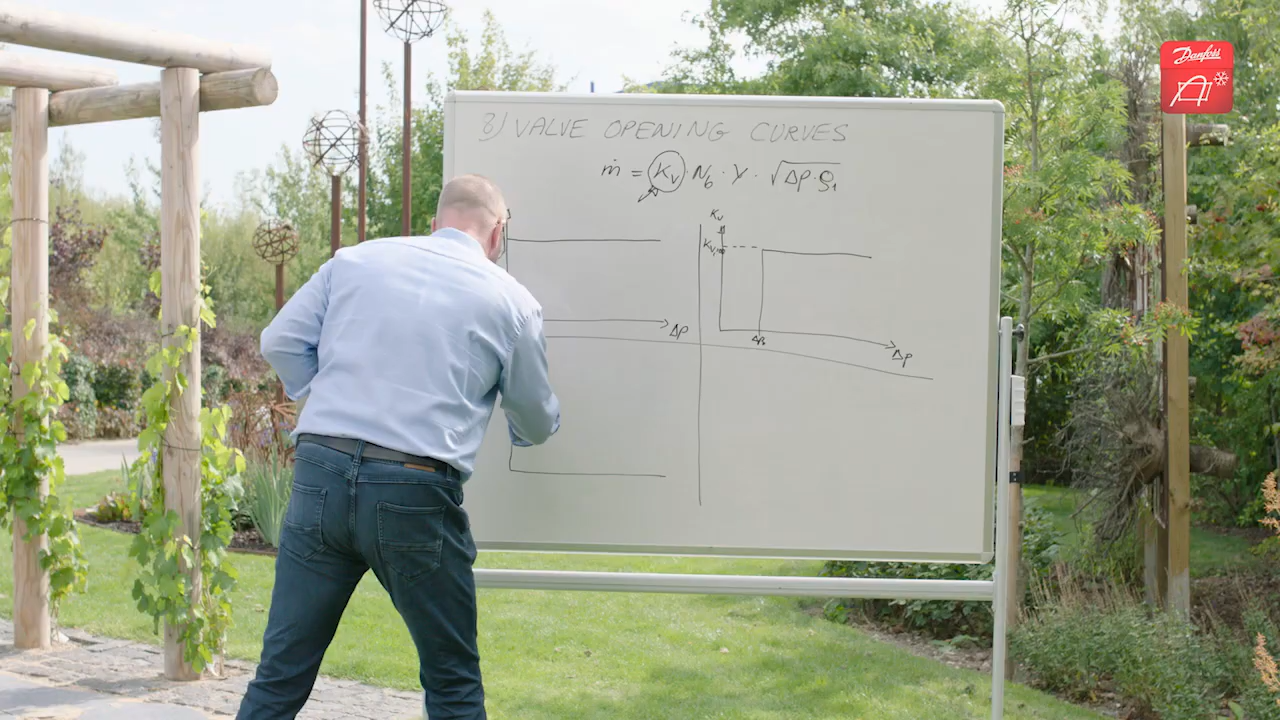 Danfoss
8) VALVE OPENING CURVES
ṁ = Kv N6 · Y · √ΔP·ρ1
Kv
Kv
ΔP
ΔP